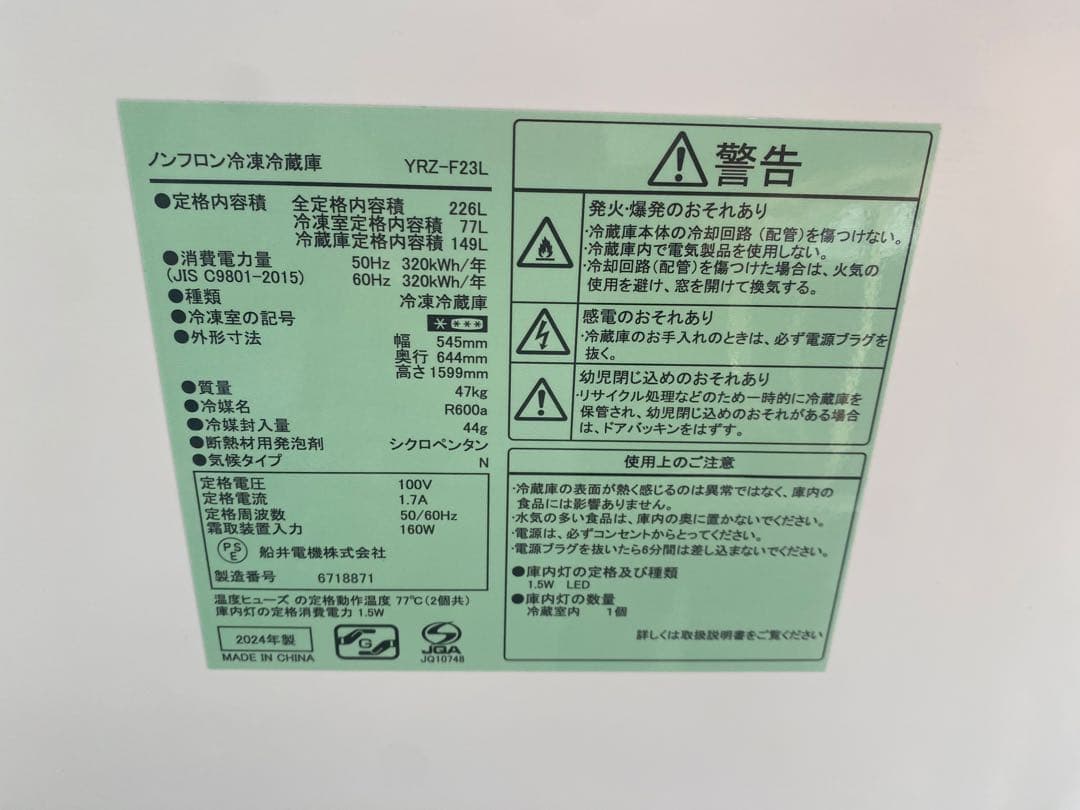 ノンフロン冷凍冷蔵庫 YRZ-F23L
●定格内容積 全定格内容積 226L
冷凍室定格内容積 77L
冷蔵庫定格内容積 149L
●消費電力量 50Hz 320kWh/年
(JIS C9801-2015) 60Hz 320kWh/年
●種類 冷凍冷蔵庫
●冷凍室の記号 ****
●外形寸法 幅 545mm
奥行 644mm
高さ 1599mm
●質量 47kg
●冷媒名 R600a
●冷媒封入量 44g
●断熱材用発泡剤 シクロペンタン
●気候タイプ N
定格電圧 100V
定格電流 1.7A
定格周波数 50/60Hz
霜取装置入力 160W
PSE 船井電機株式会社
製造番号 6718871
温度ヒューズ の定格動作温度 77℃(2個共)
庫内灯の定格消費電力 1.5W
2024年製
MADE IN CHINA
G
JQA
JQ1074B
警告
発火・爆発のおそれあり
・冷蔵庫本体の冷却回路(配管)を傷つけない。
・冷蔵庫内で電気製品を使用しない。
・冷却回路(配管)を傷つけた場合は、火気の
使用を避け、窓を開けて換気する。
感電のおそれあり
・冷蔵庫のお手入れのときは、必ず電源プラグを
抜く。
幼児閉じ込めのおそれあり
・リサイクル処理などのため一時的に冷蔵庫を
保管され、幼児閉じ込めのおそれがある場合
は、ドアパッキンをはずす。
使用上のご注意
・冷蔵庫の表面が熱く感じるのは異常ではなく、庫内の
食品には影響ありません。
・水気の多い食品は、庫内の奥に置かないでください。
・電源は、必ずコンセントからとってください。
・電源プラグを抜いたら6分間は差し込まないでください。
●庫内灯の定格及び種類
1.5W LED
●庫内灯の数量
冷蔵室内 1個
詳しくは取扱説明書をご覧ください